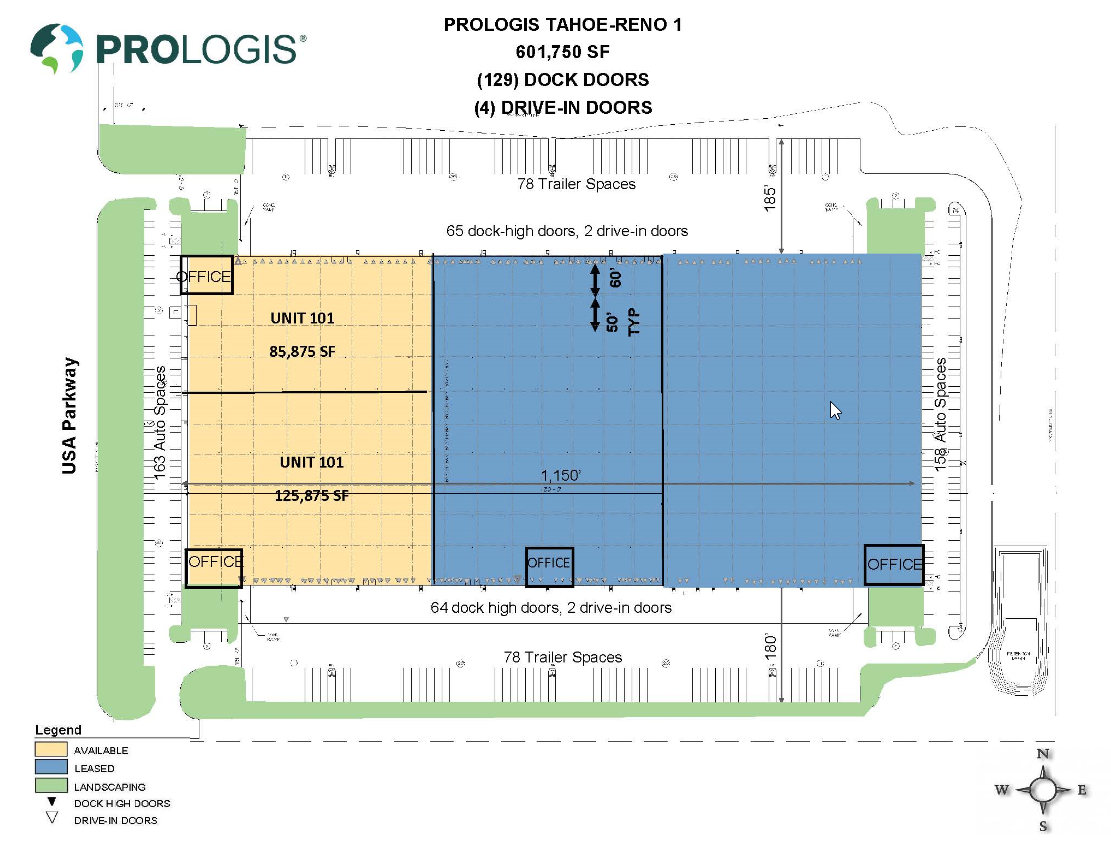 PROLOGIS®
PROLOGIS TAHOE-RENO 1
601,750 SF
(129) DOCK DOORS
(4) DRIVE-IN DOORS
78 Trailer Spaces
185'
65 dock-high doors, 2 drive-in doors
OFFICE
60'
50'
TYP
UNIT 101
85,875 SF
USA Parkway
163 Auto Spaces
158 Auto Spaces
UNIT 101
125,875 SF
1,150'
OFFICE
OFFICE
OFFICE
64 dock high doors, 2 drive-in doors
180'
78 Trailer Spaces
Legend
AVAILABLE
LEASED
LANDSCAPING
DOCK HIGH DOORS
DRIVE-IN DOORS
N
W
E
S